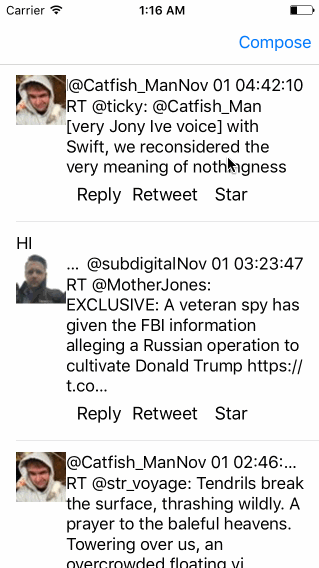 Carrier 1:16 AM
Compose
@Catfish_ManNov 01 04:42:10
RT @ticky: @Catfish_Man
[very Jony Ive voice] with
Swift, we reconsidered the
very meaning of nothingness
Reply Retweet Star
HI
... @subdigitalNov 01 03:23:47
RT @MotherJones:
EXCLUSIVE: A veteran spy has
given the FBI information
alleging a Russian operation to
cultivate Donald Trump https://
t.co...
Reply Retweet Star
@Catfish_ManNov 01 02:46:...
RT @str_voyage: Tendrils break
the surface, thrashing wildly. A
prayer to the baleful heavens.
Towering over us, an
overcrowded floating vi